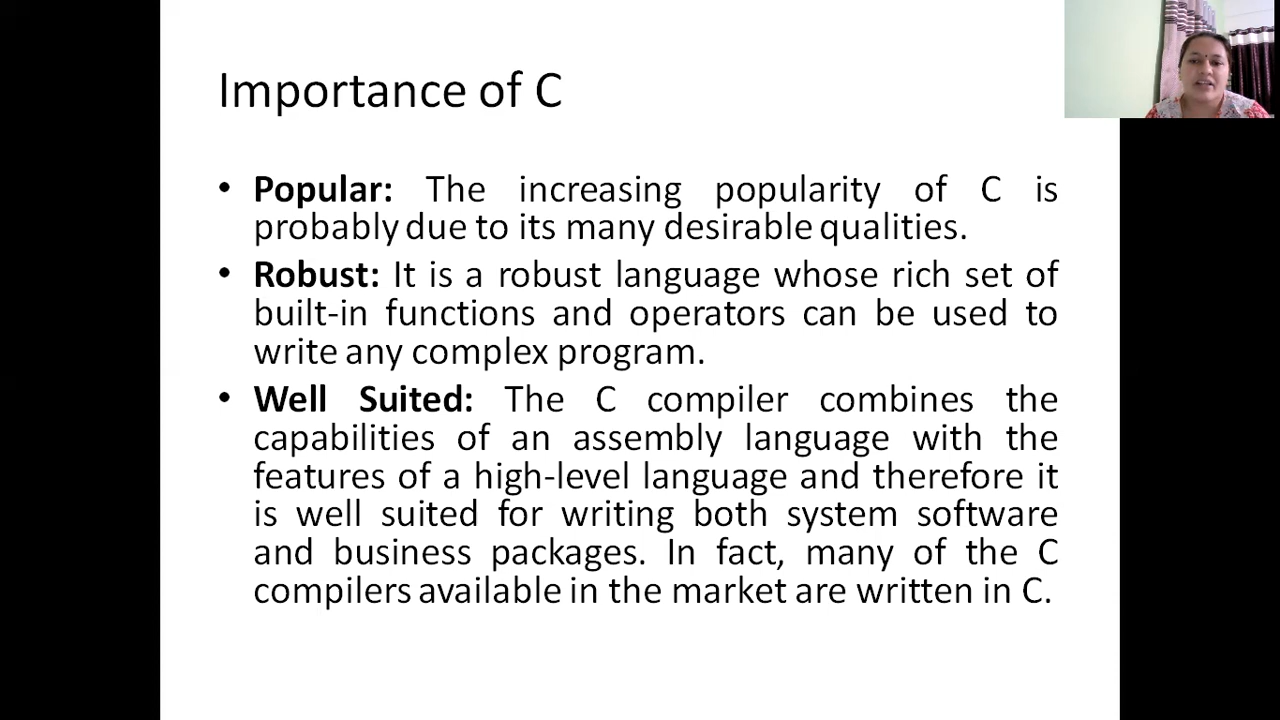 Importance of C
• Popular: The increasing popularity of C is
probably due to its many desirable qualities.
• Robust: It is a robust language whose rich set of
built-in functions and operators can be used to
write any complex program.
• Well Suited: The C compiler combines the
capabilities of an assembly language with the
features of a high-level language and therefore it
is well suited for writing both system software
and business packages. In fact, many of the C
compilers available in the market are written in C.